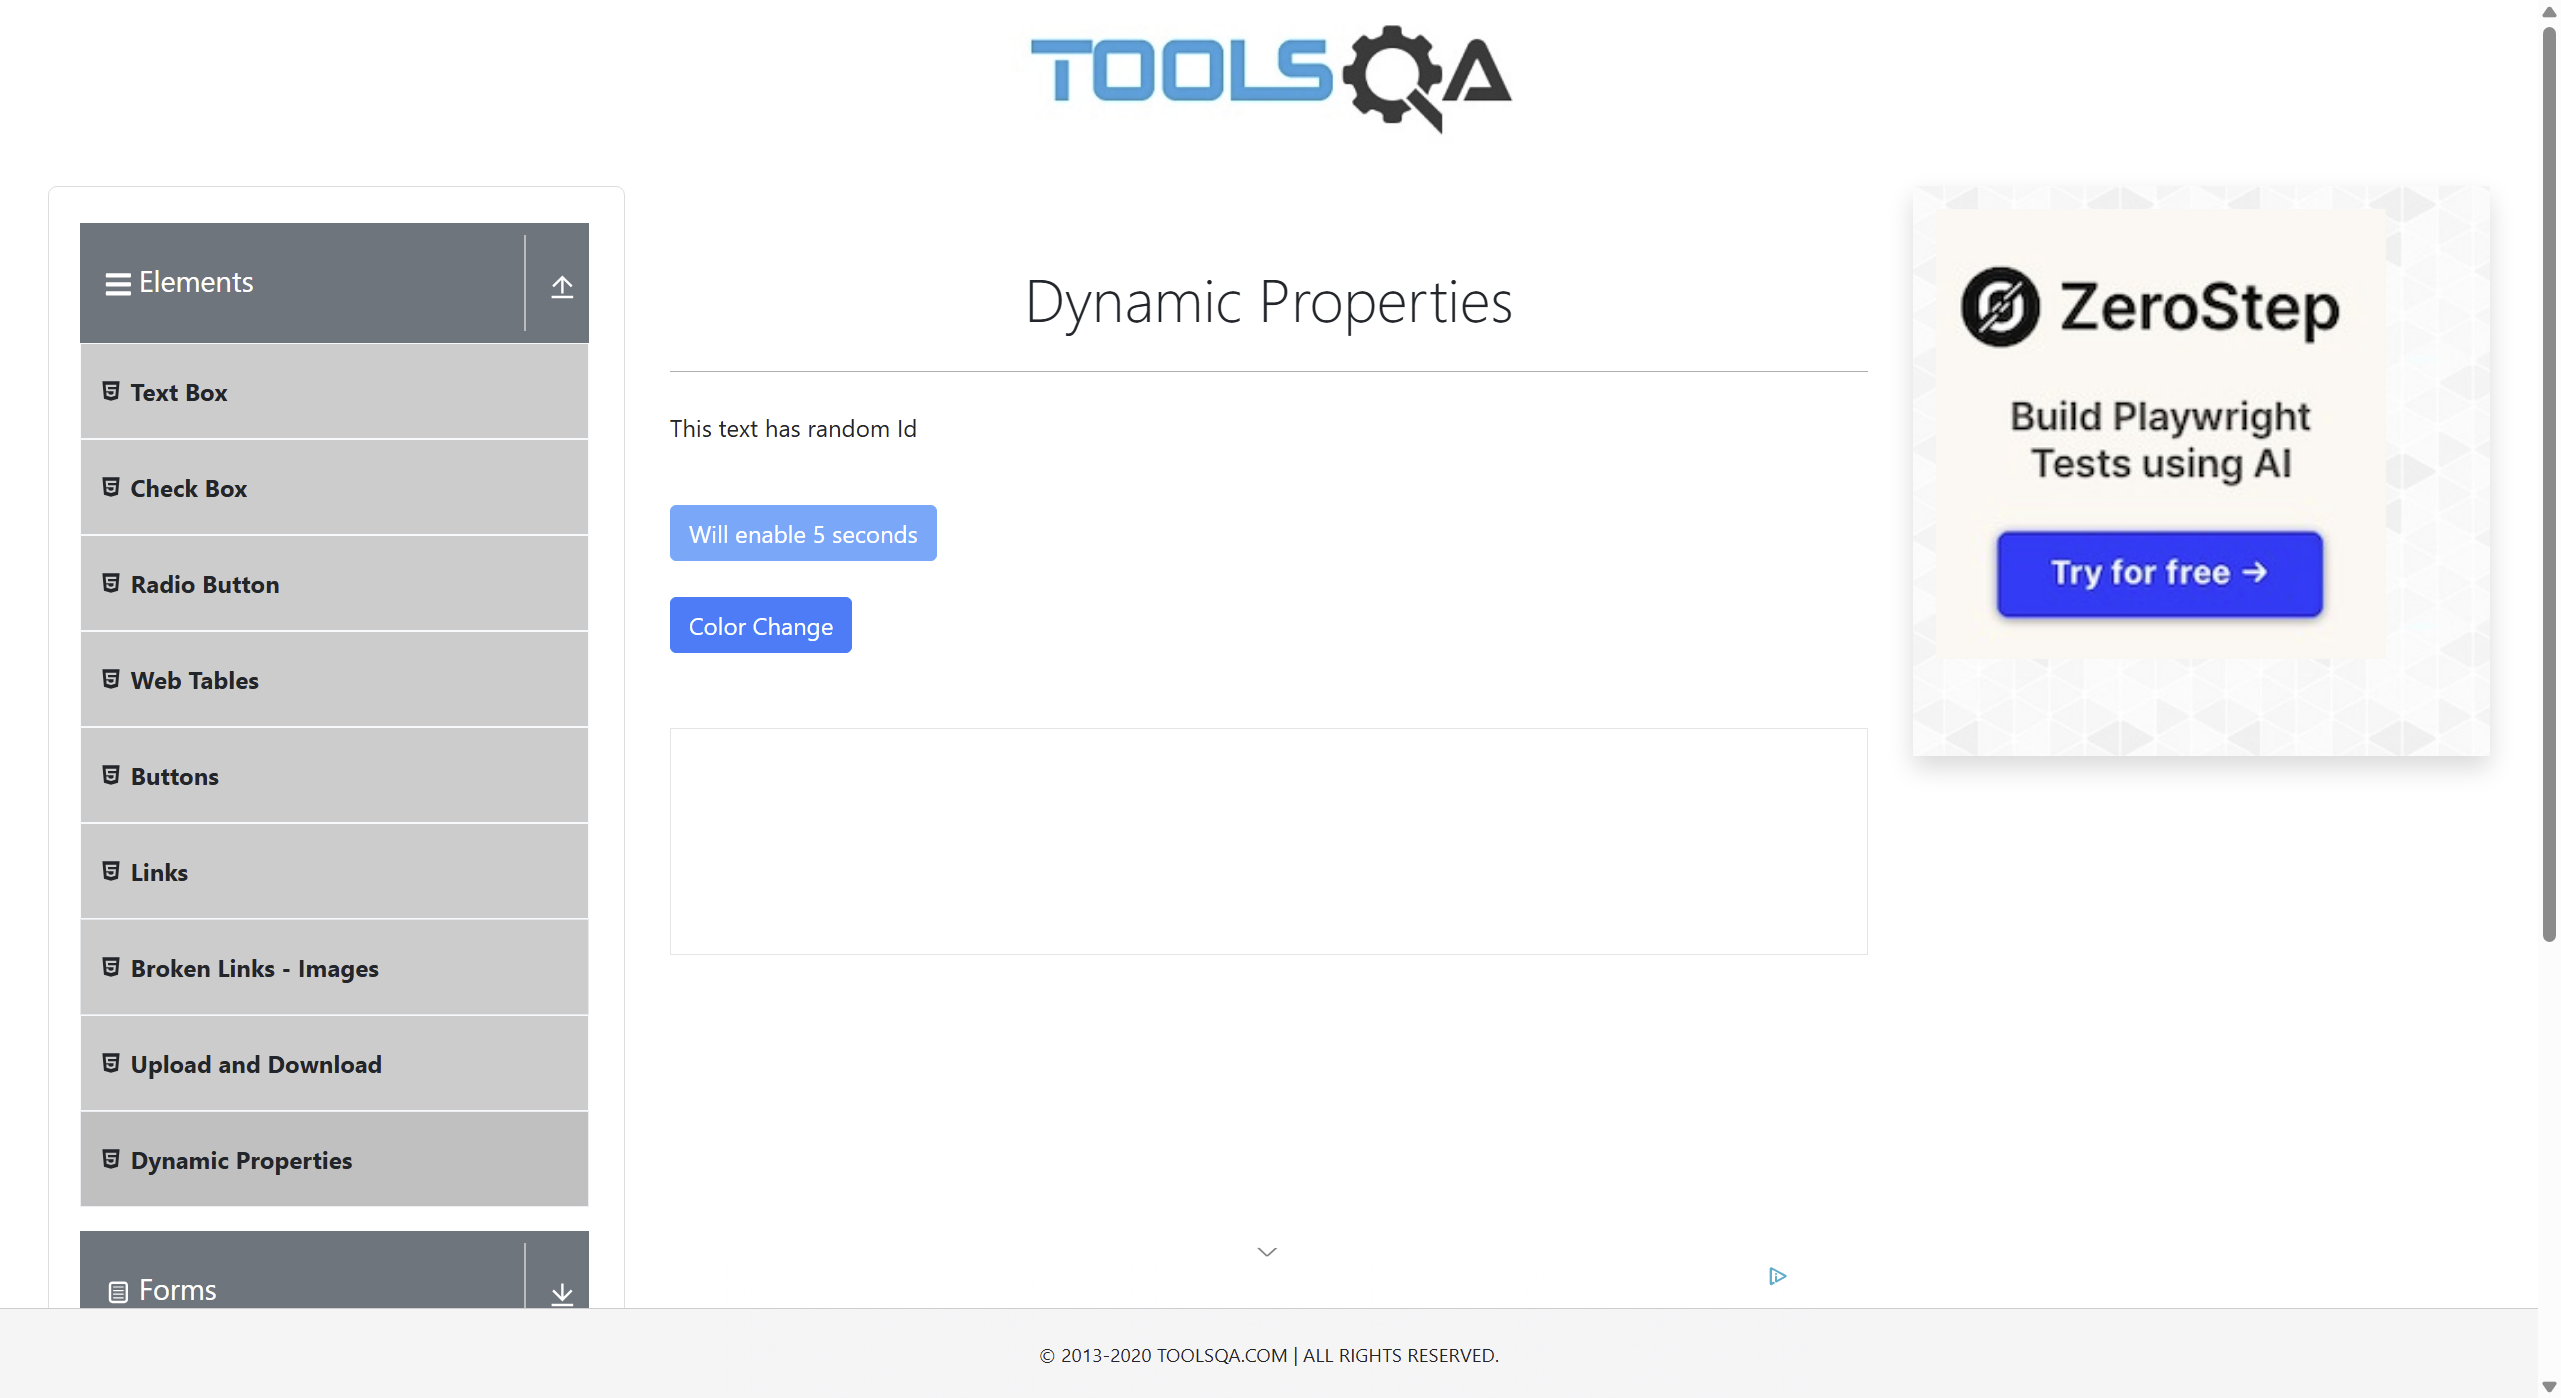 TOOLSQA
Elements
Text Box
Check Box
Radio Button
Web Tables
Buttons
Links
Broken Links - Images
Upload and Download
Dynamic Properties
Forms
Dynamic Properties
This text has random Id
Will enable 5 seconds
Color Change
ZeroStep
Build Playwright
Tests using AI
Try for free →
© 2013-2020 TOOLSQA.COM | ALL RIGHTS RESERVED.